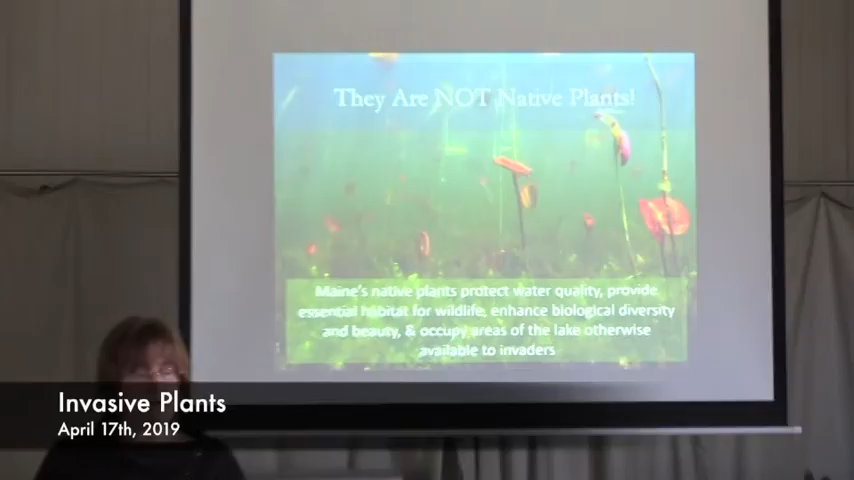 They Are NOT Native Plants!
Maine's native plants protect water quality, provide
essential habitat for wildlife, enhance biological diversity
and beauty, & occupy areas of the lake otherwise
available to invaders
Invasive Plants
April 17th, 2019